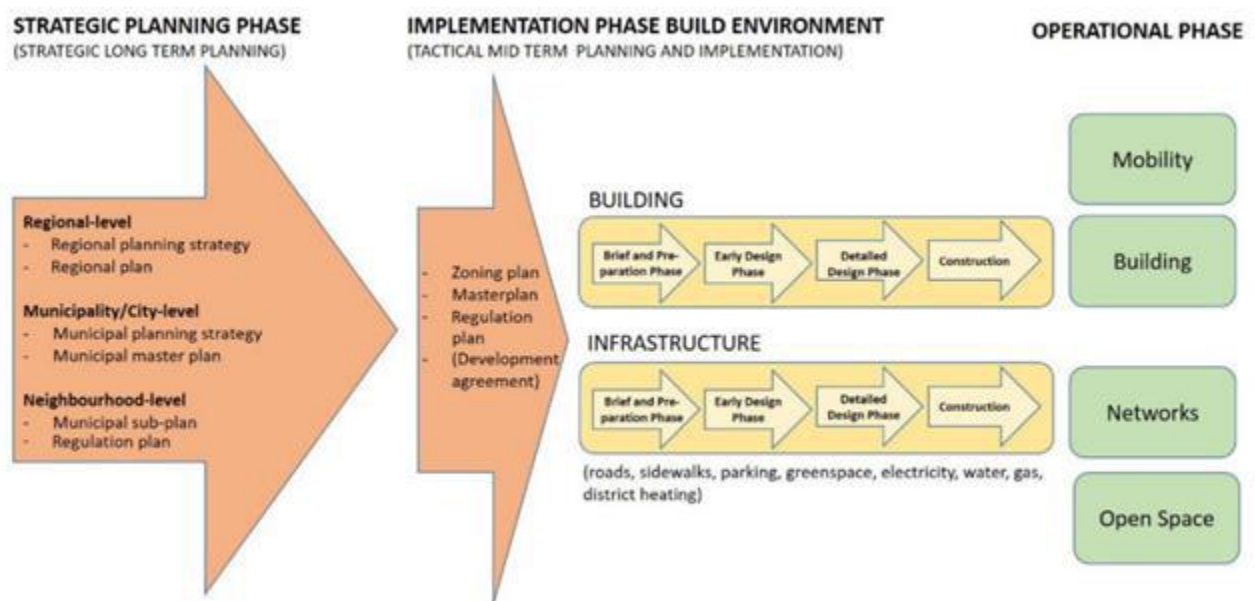 STRATEGIC PLANNING PHASE
(STRATEGIC LONG TERM PLANNING)
Regional-level
- Regional planning strategy
- Regional plan
Municipality/City-level
- Municipal planning strategy
- Municipal master plan
Neighbourhood-level
- Municipal sub-plan
- Regulation plan
IMPLEMENTATION PHASE BUILD ENVIRONMENT
(TACTICAL MID TERM PLANNING AND IMPLEMENTATION)
- Zoning plan
- Masterplan
- Regulation
plan
- (Development
agreement)
BUILDING
Brief and Pre-
paration Phase
Early Design
Phase
Detailed
Design Phase
Construction
INFRASTRUCTURE
Brief and Pre-
paration Phase
Early Design
Phase
Detailed
Design Phase
Construction
(roads, sidewalks, parking, greenspace, electricity, water, gas,
district heating)
OPERATIONAL PHASE
Mobility
Building
Networks
Open Space